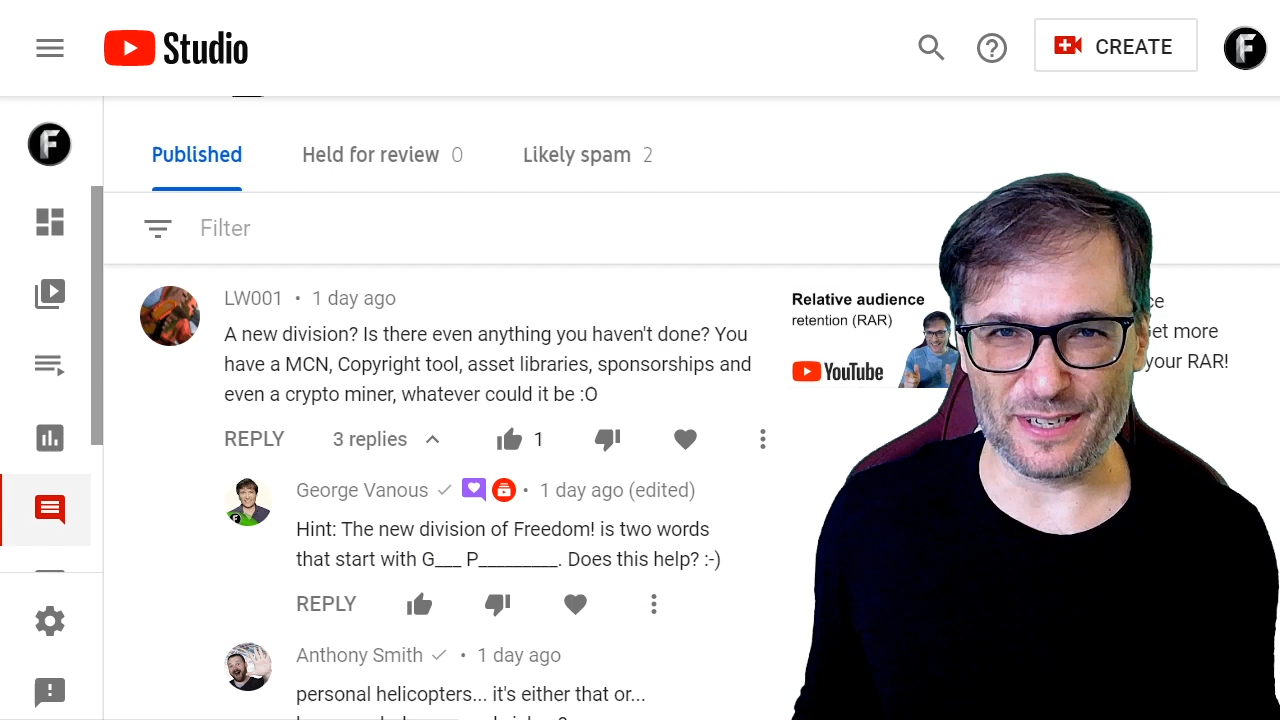 Studio
CREATE
F
F
Published
Held for review 0
Likely spam 2
Filter
LW001 • 1 day ago
A new division? Is there even anything you haven't done? You
have a MCN, Copyright tool, asset libraries, sponsorships and
even a crypto miner, whatever could it be :O
REPLY
3 replies
1
Relative audience
retention (RAR)
YouTube
ce
et more
your RAR!
George Vanous • 1 day ago (edited)
Hint: The new division of Freedom! is two words
that start with G___ P_________. Does this help? :-)
REPLY
Anthony Smith • 1 day ago
personal helicopters... it's either that or...